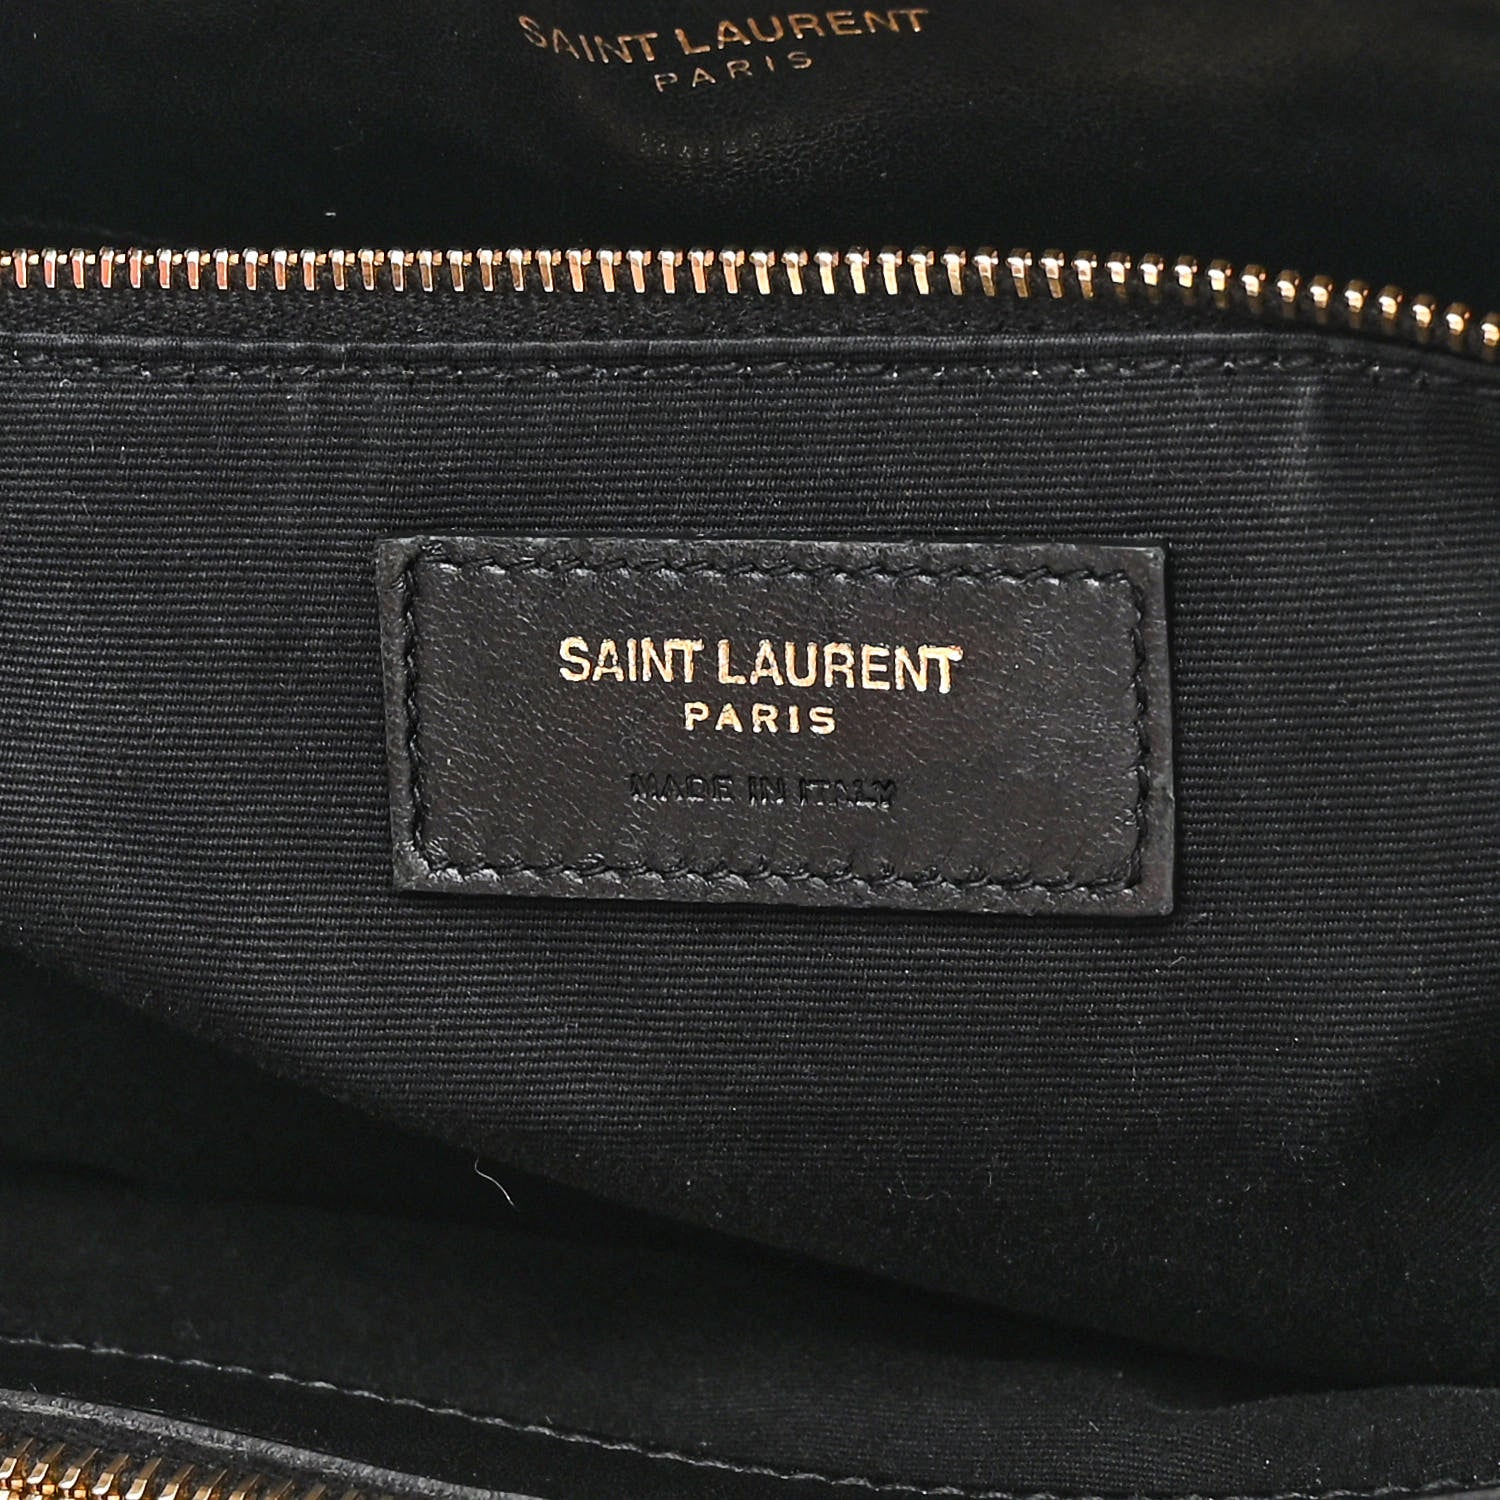 SAINT LAURENT
PARIS
SAINT LAURENT
PARIS
MADE IN ITALY